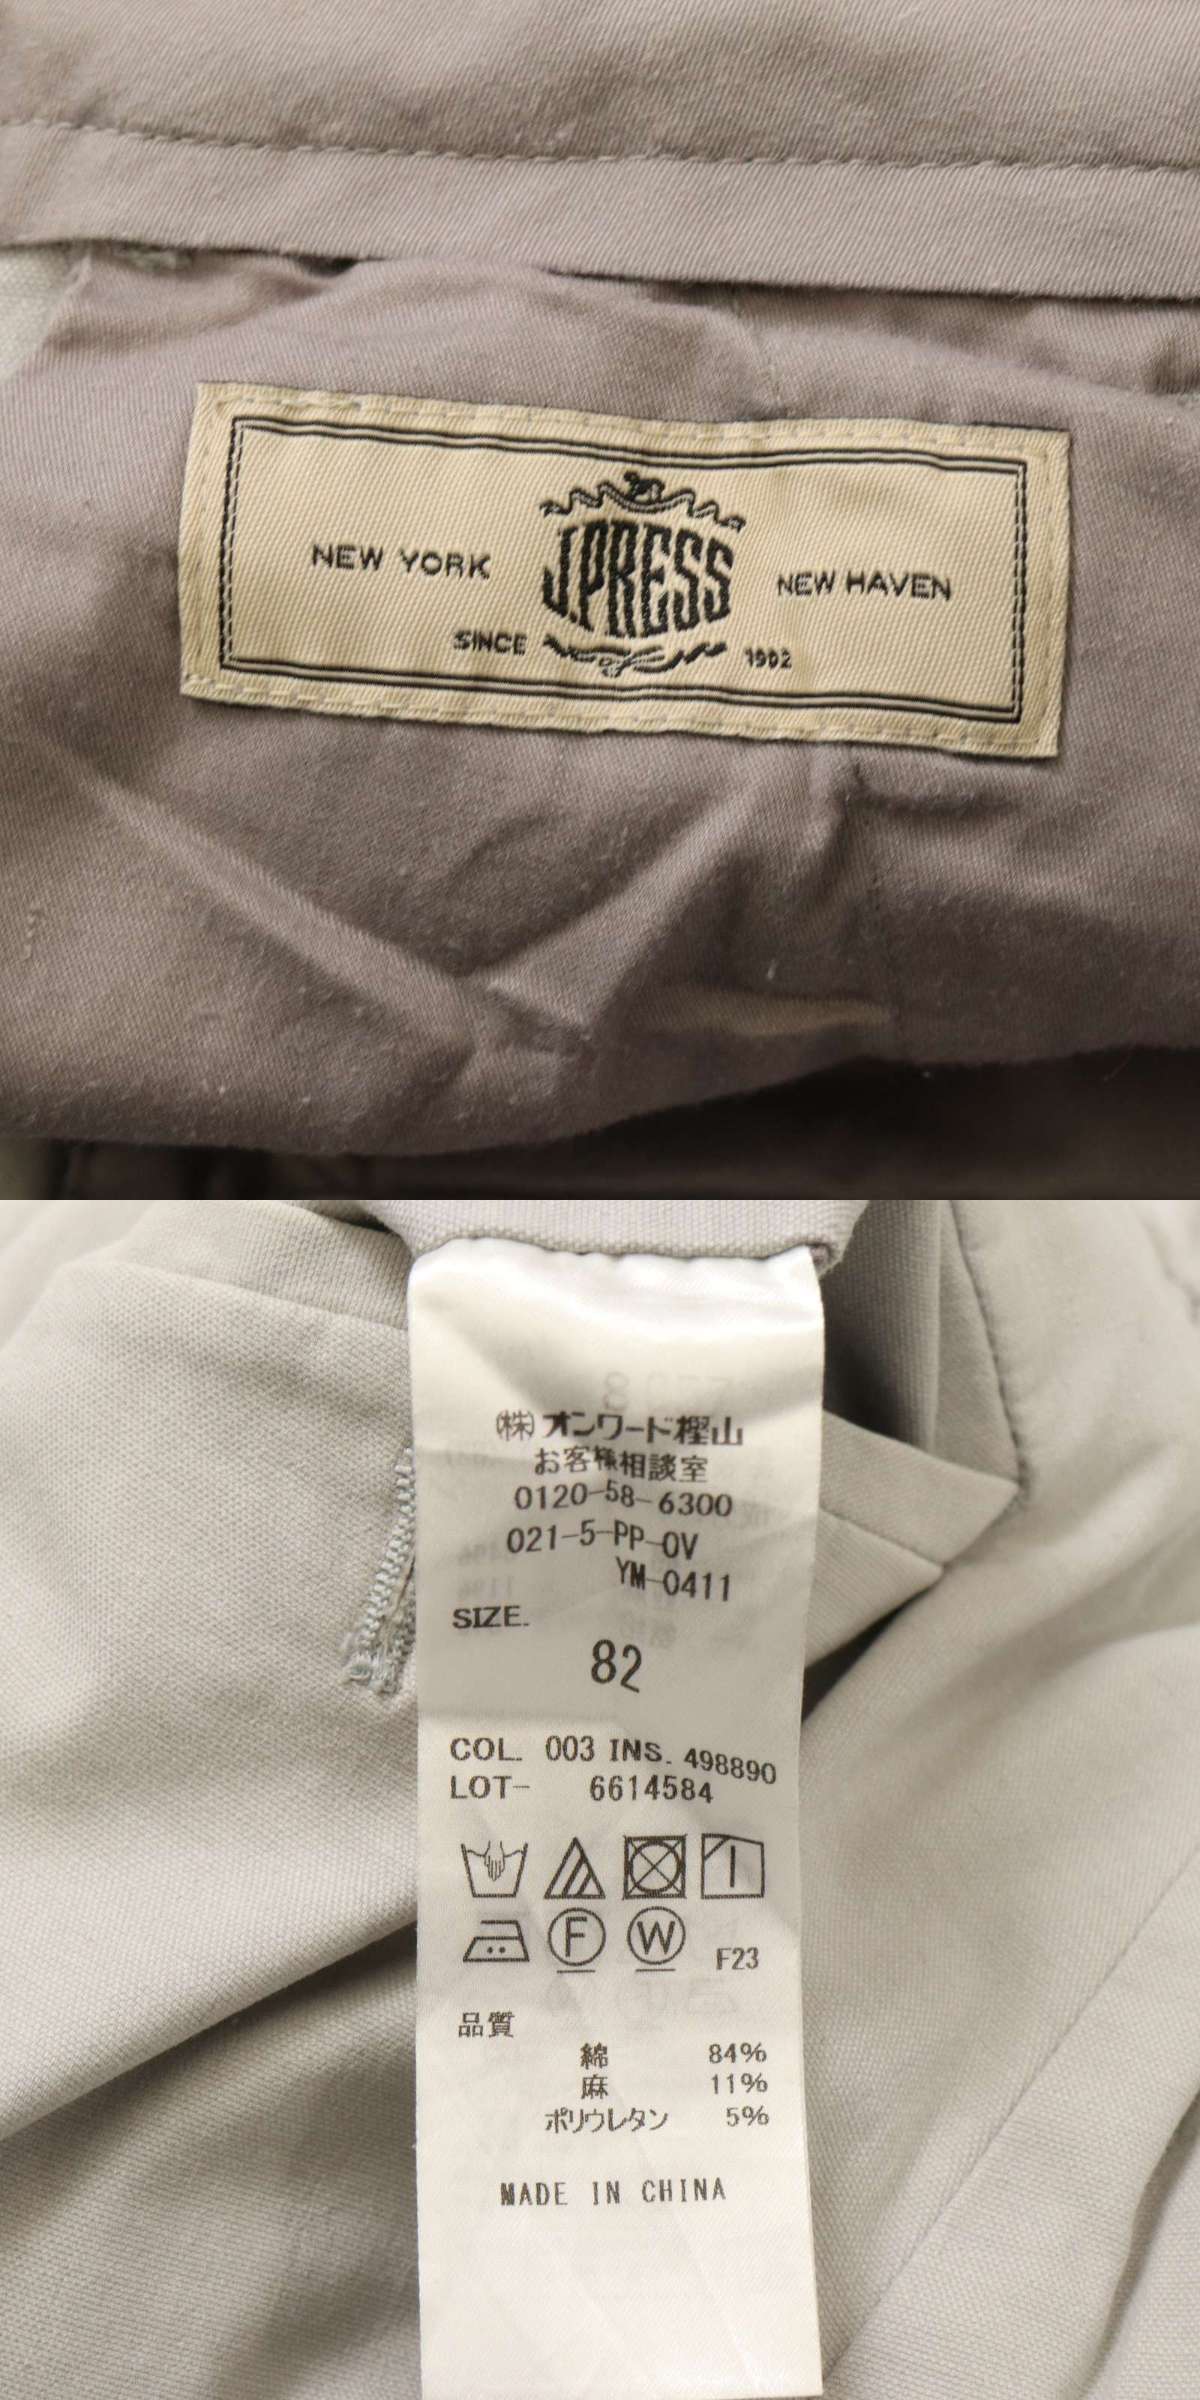 NEW YORK J.PRESS NEW HAVEN
SINCE 1902
㈱オンワード樫山
お客様相談室
0120-58-6300
021-5-PP-OV
YM-0411
SIZE.
82
COL. 003 INS. 498890
LOT- 6614584
F W F23
品質
綿 84%
麻 11%
ポリウレタン 5%
MADE IN CHINA